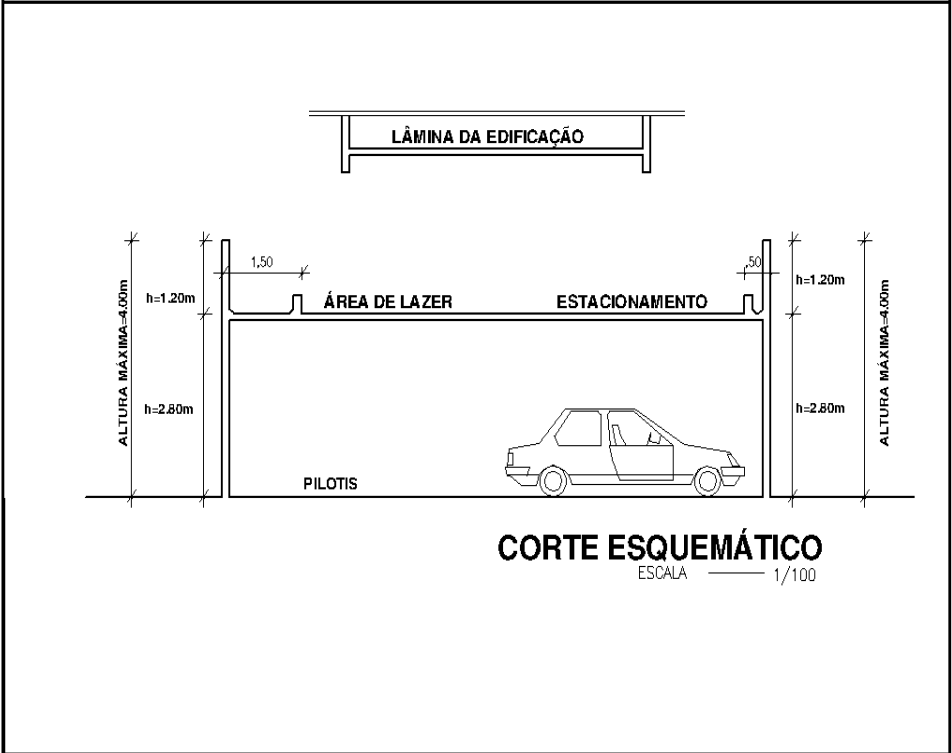 LÂMINA DA EDIFICAÇÃO
1,50
,50
h=1.20m
ÁREA DE LAZER
ESTACIONAMENTO
h=1.20m
ALTURA MÁXIMA=4.00m
h=2.80m
h=2.80m
ALTURA MÁXIMA=4.00m
PILOTIS
CORTE ESQUEMÁTICO
ESCALA 1/100